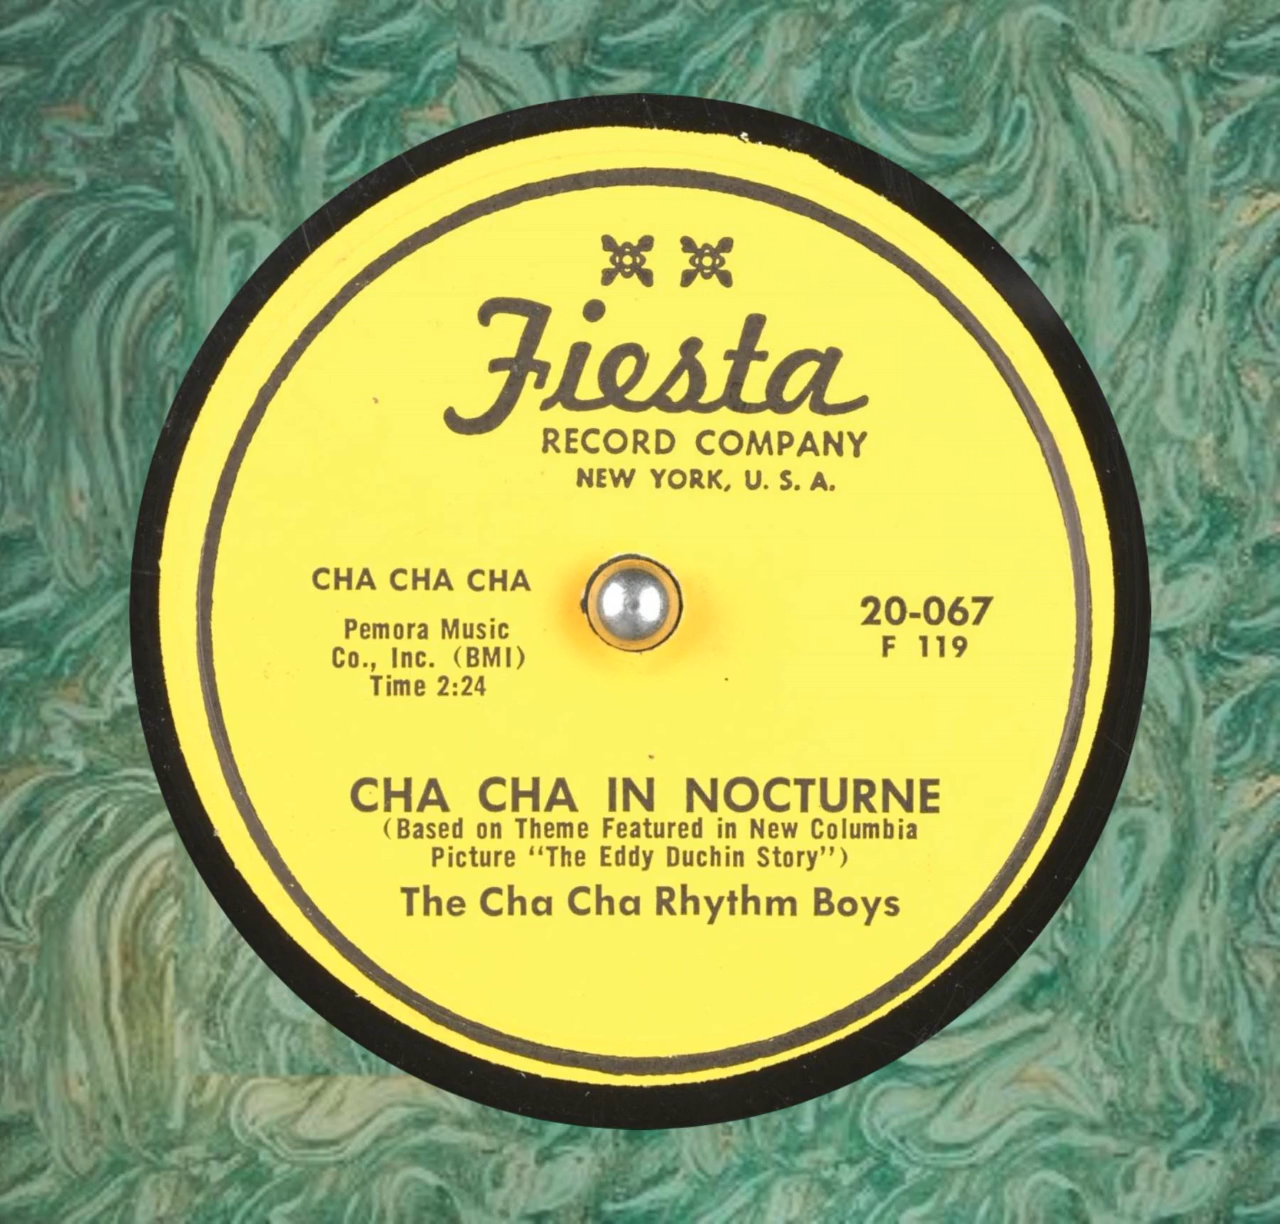 Fiesta
RECORD COMPANY
NEW YORK, U. S. A.
CHA CHA CHA
Pemora Music
Co., Inc. (BMI)
Time 2:24
20-067
F 119
CHA CHA IN NOCTURNE
(Based on Theme Featured in New Columbia
Picture “The Eddy Duchin Story”)
The Cha Cha Rhythm Boys